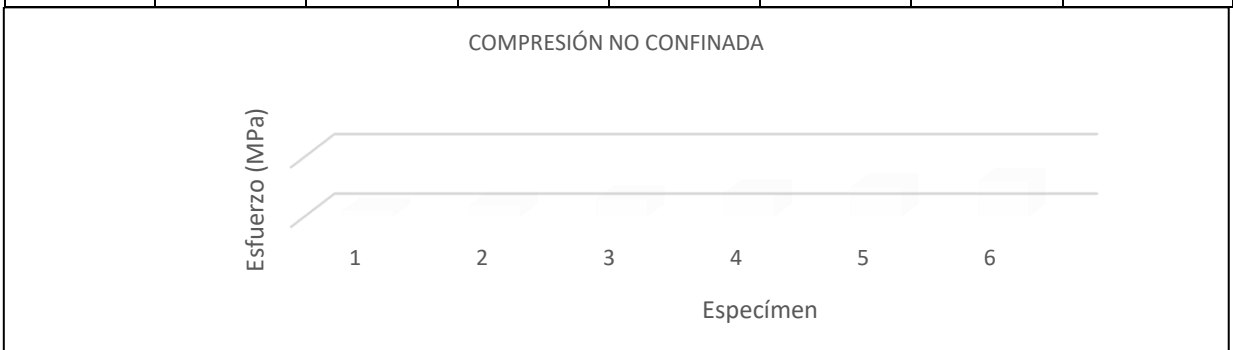 COMPRESIÓN NO CONFINADA
Esfuerzo (MPa)
1 2 3 4 5 6
Especímen